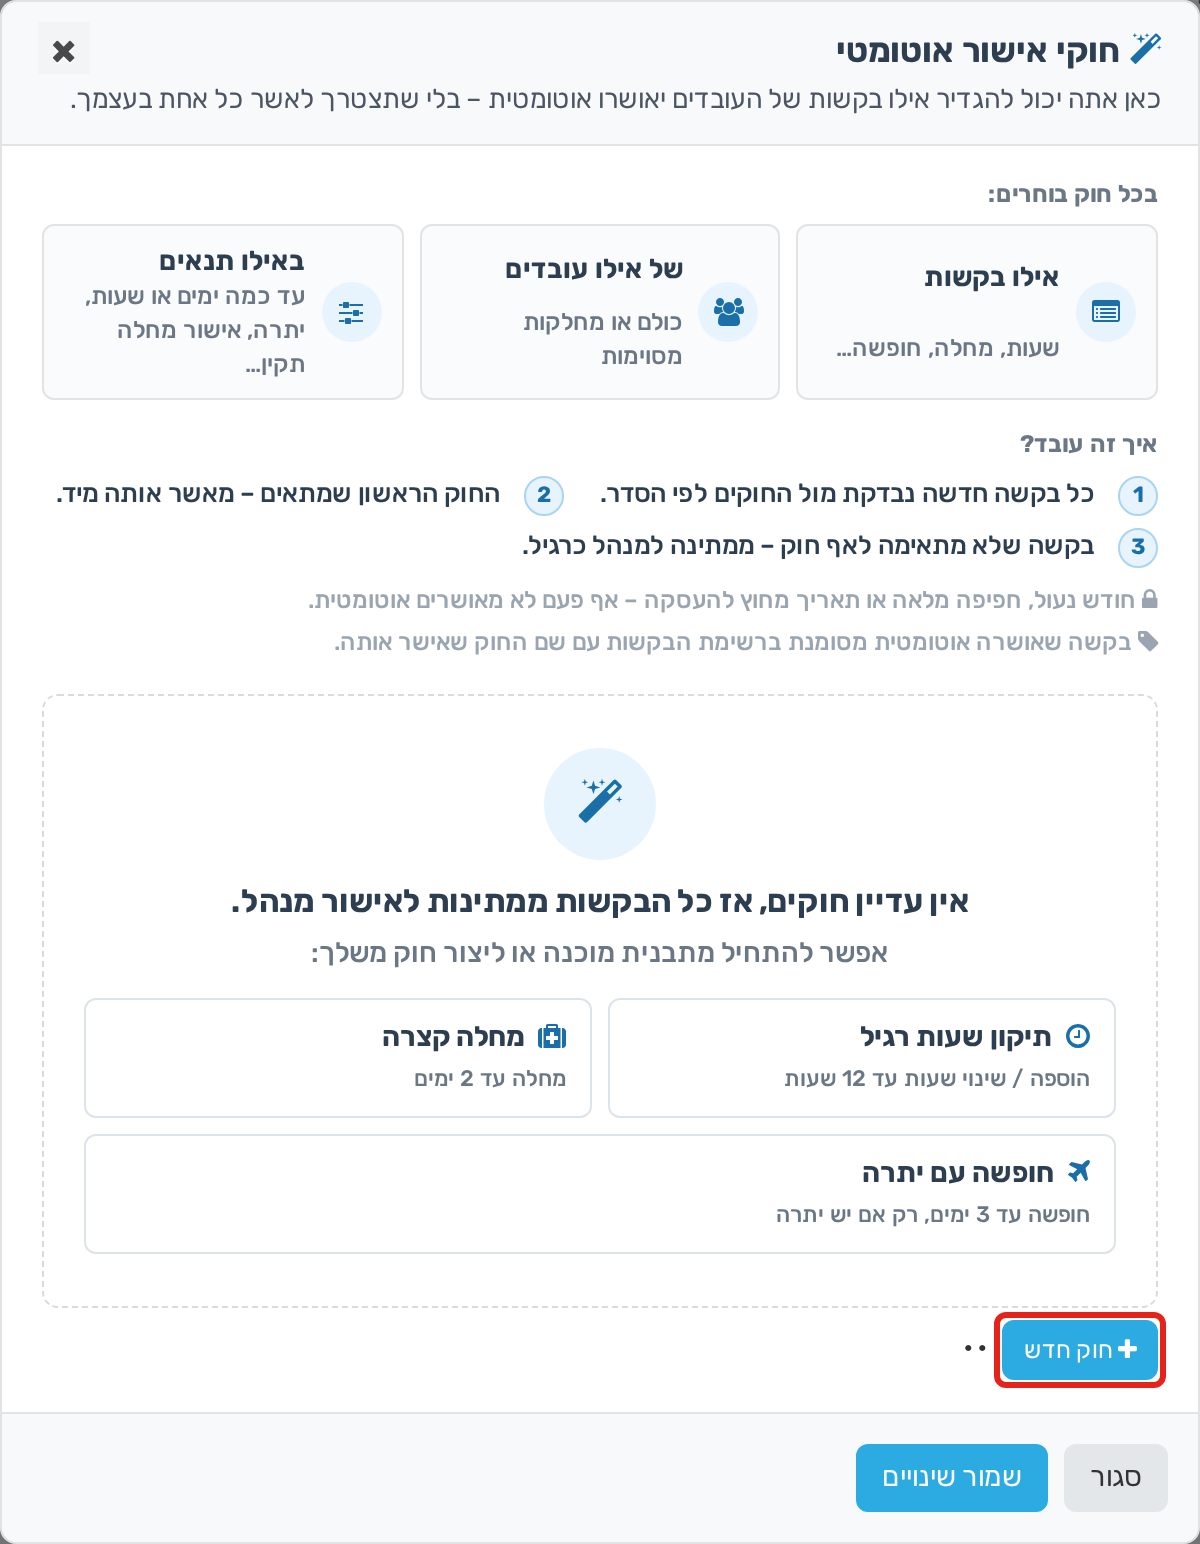 חוקי אישור אוטומטי
כאן אתה יכול להגדיר אילו בקשות של העובדים יאושרו אוטומטית – בלי שתצטרך לאשר כל אחת בעצמך.
בכל חוק בוחרים:
אילו בקשות
שעות, מחלה, חופשה...
של אילו עובדים
כולם או מחלקות
מסוימות
באילו תנאים
עד כמה ימים או שעות,
יתרה, אישור מחלה
תקין...
איך זה עובד?
1 כל בקשה חדשה נבדקת מול החוקים לפי הסדר.
2 החוק הראשון שמתאים – מאשר אותה מיד.
3 בקשה שלא מתאימה לאף חוק – ממתינה למנהל כרגיל.
חודש נעול, חפיפה מלאה או תאריך מחוץ להעסקה – אף פעם לא מאושרים אוטומטית.
בקשה שאושרה אוטומטית מסומנת ברשימת הבקשות עם שם החוק שאישר אותה.
אין עדיין חוקים, אז כל הבקשות ממתינות לאישור מנהל.
אפשר להתחיל מתבנית מוכנה או ליצור חוק משלך:
תיקון שעות רגיל
הוספה / שינוי שעות עד 12 שעות
מחלה קצרה
מחלה עד 2 ימים
חופשה עם יתרה
חופשה עד 3 ימים, רק אם יש יתרה
חוק חדש
סגור
שמור שינויים